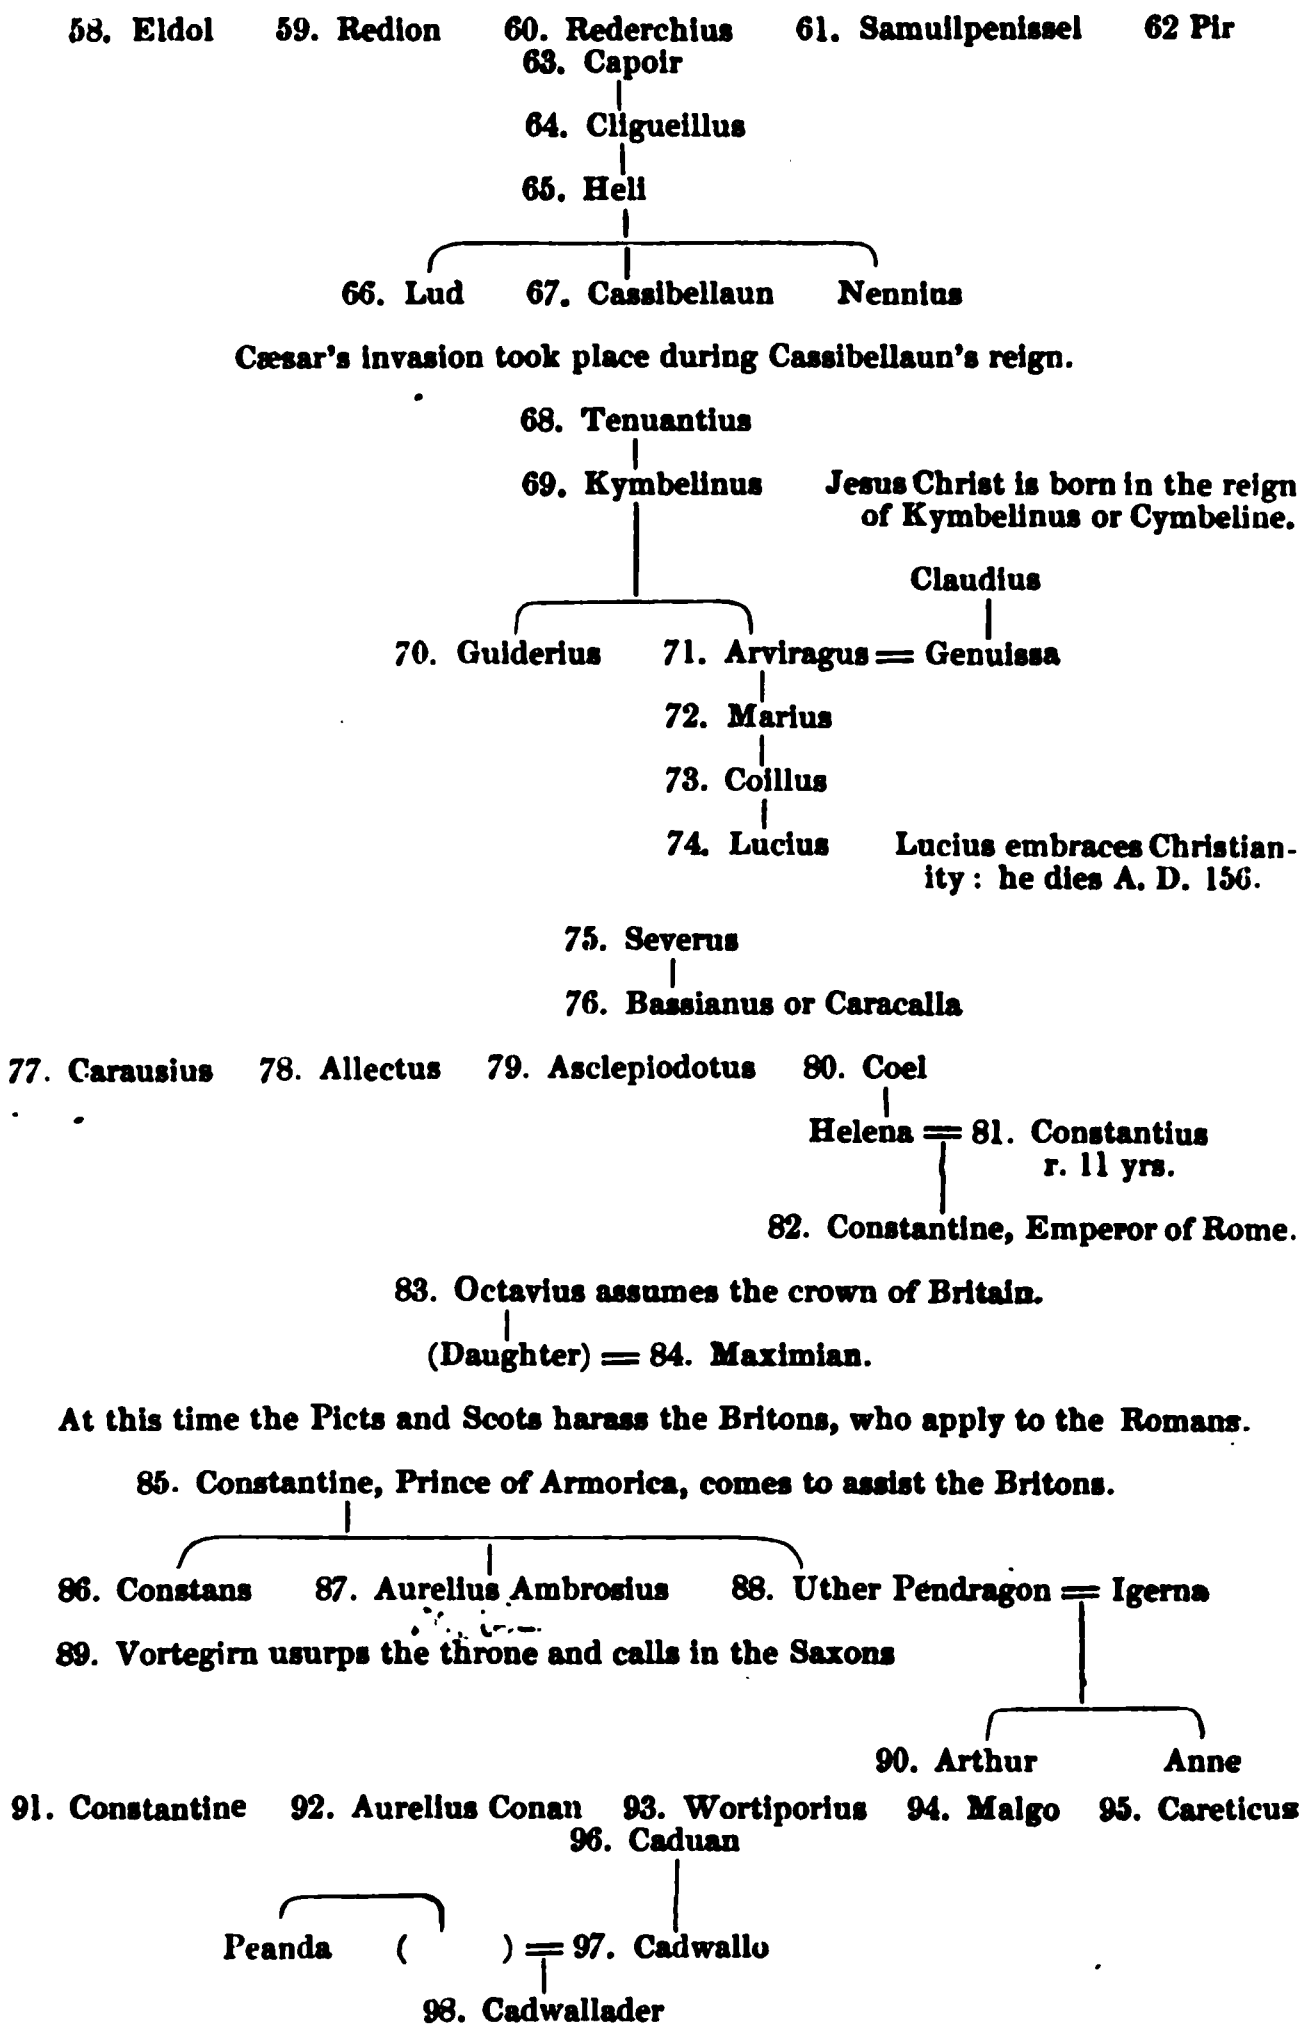 58. Eldol 59. Redion 60. Rederchius 61. Samuilpenissel 62 Pir
63. Capoir
64. Cligueillus
65. Heli
66. Lud 67. Cassibellaun Nennius
Cæsar's invasion took place during Cassibellaun's reign.
68. Tenuantius
69. Kymbelinus Jesus Christ is born in the reign
of Kymbelinus or Cymbeline.
Claudius
70. Guiderius 71. Arviragus = Genuissa
72. Marius
73. Coillus
74. Lucius Lucius embraces Christian-
ity : he dies A. D. 156.
75. Severus
76. Bassianus or Caracalla
77. Carausius 78. Allectus 79. Asclepiodotus 80. Coel
Helena = 81. Constantius
r. 11 yrs.
82. Constantine, Emperor of Rome.
83. Octavius assumes the crown of Britain.
(Daughter) = 84. Maximian.
At this time the Picts and Scots harass the Britons, who apply to the Romans.
85. Constantine, Prince of Armorica, comes to assist the Britons.
86. Constans 87. Aurelius Ambrosius 88. Uther Pendragon = Igerna
89. Vortegirn usurps the throne and calls in the Saxons
90. Arthur Anne
91. Constantine 92. Aurelius Conan 93. Wortiporius 94. Malgo 95. Careticus
96. Caduan
Peanda ( ) = 97. Cadwallo
98. Cadwallader